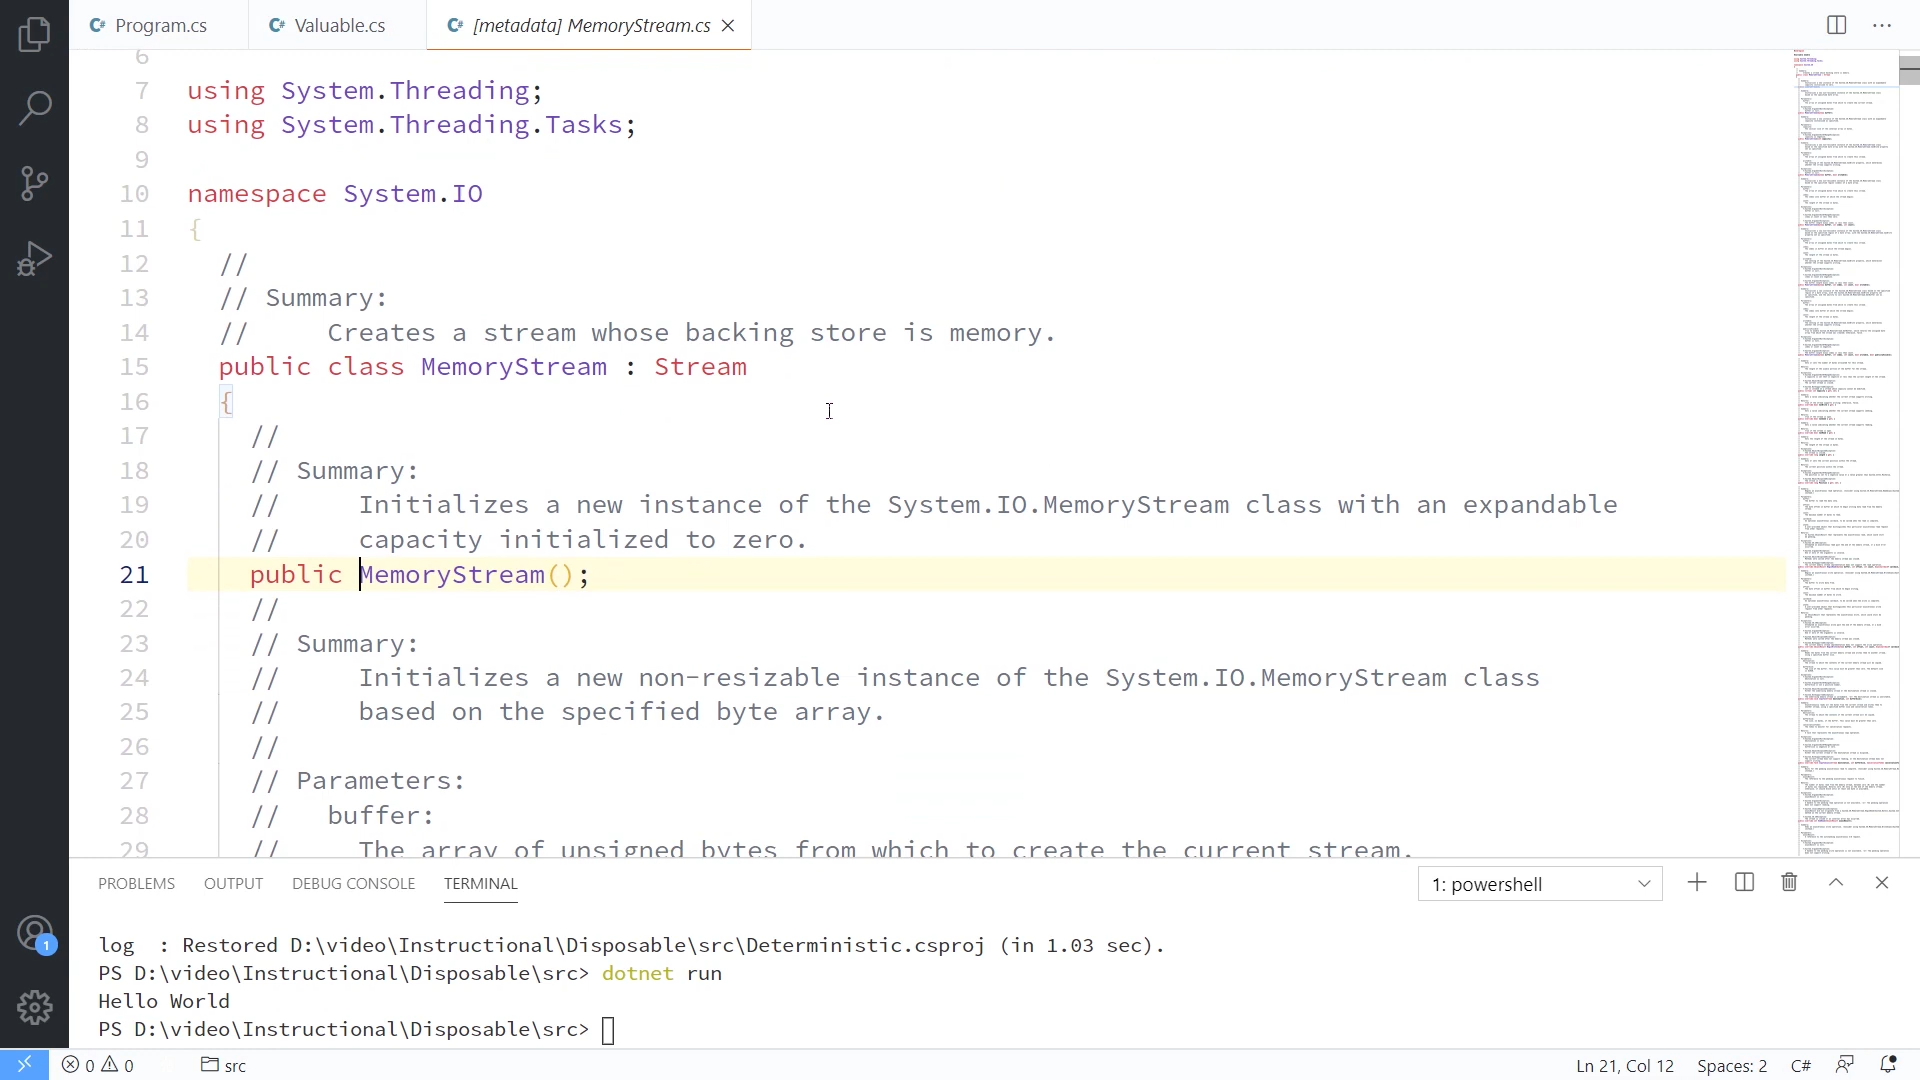 C# Program.cs
C# Valuable.cs
C# [metadata] MemoryStream.cs
6
7 using System.Threading;
8 using System.Threading.Tasks;
9
10 namespace System.IO
11 {
12 //
13 // Summary:
14 // Creates a stream whose backing store is memory.
15 public class MemoryStream : Stream
16 {
17 //
18 // Summary:
19 // Initializes a new instance of the System.IO.MemoryStream class with an expandable
20 // capacity initialized to zero.
21 public MemoryStream();
22 //
23 // Summary:
24 // Initializes a new non-resizable instance of the System.IO.MemoryStream class
25 // based on the specified byte array.
26 //
27 // Parameters:
28 // buffer:
29 // The array of unsigned bytes from which to create the current stream.
PROBLEMS OUTPUT DEBUG CONSOLE TERMINAL 1: powershell
log : Restored D:\video\Instructional\Disposable\src\Deterministic.csproj (in 1.03 sec).
PS D:\video\Instructional\Disposable\src> dotnet run
Hello World
PS D:\video\Instructional\Disposable\src>
1
0 0 src Ln 21, Col 12 Spaces: 2 C#